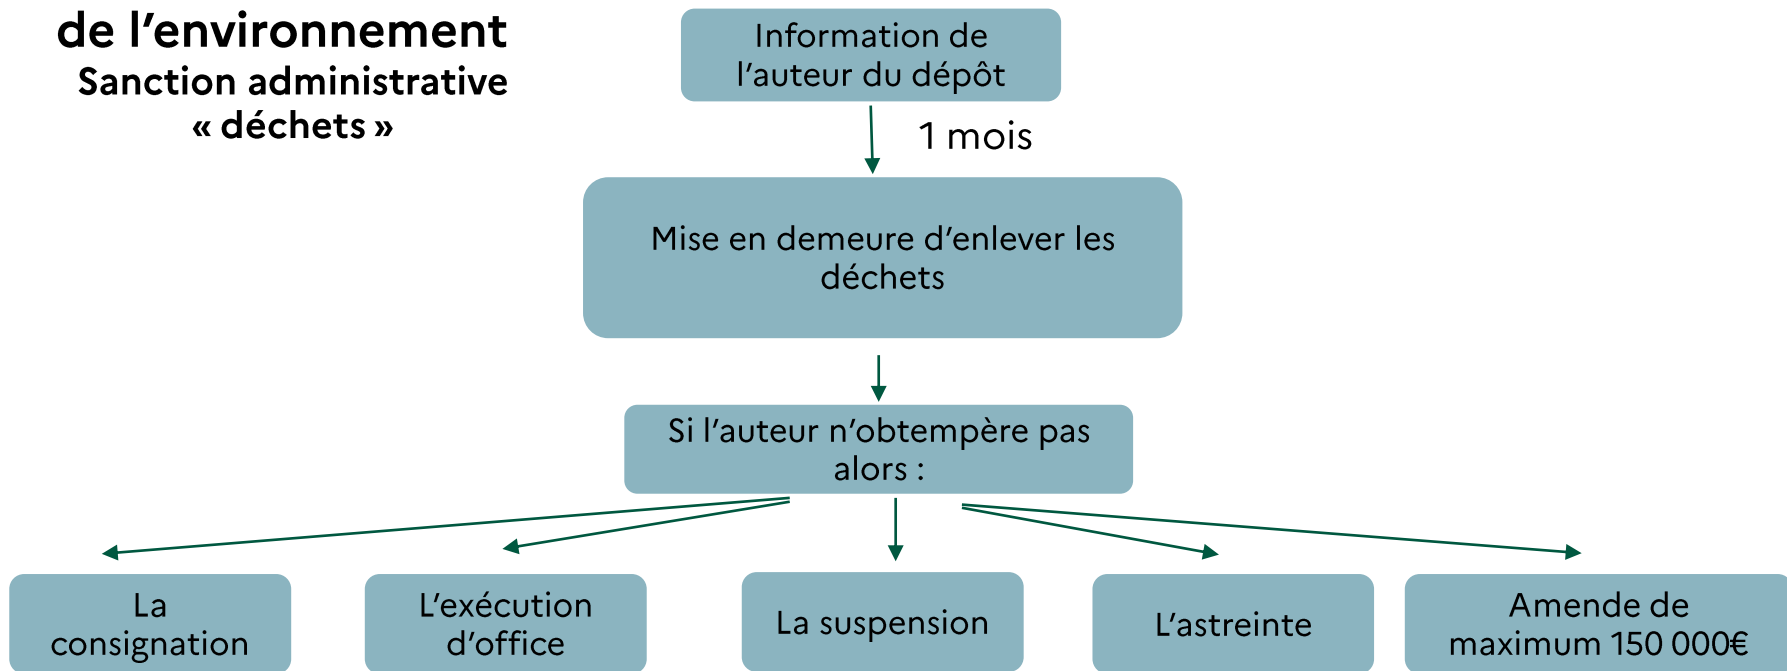 de l’environnement
Sanction administrative
« déchets »
Information de
l’auteur du dépôt
1 mois
Mise en demeure d’enlever les
déchets
Si l’auteur n’obtempère pas
alors :
La
consignation
L’exécution
d’office
La suspension
L’astreinte
Amende de
maximum 150 000€